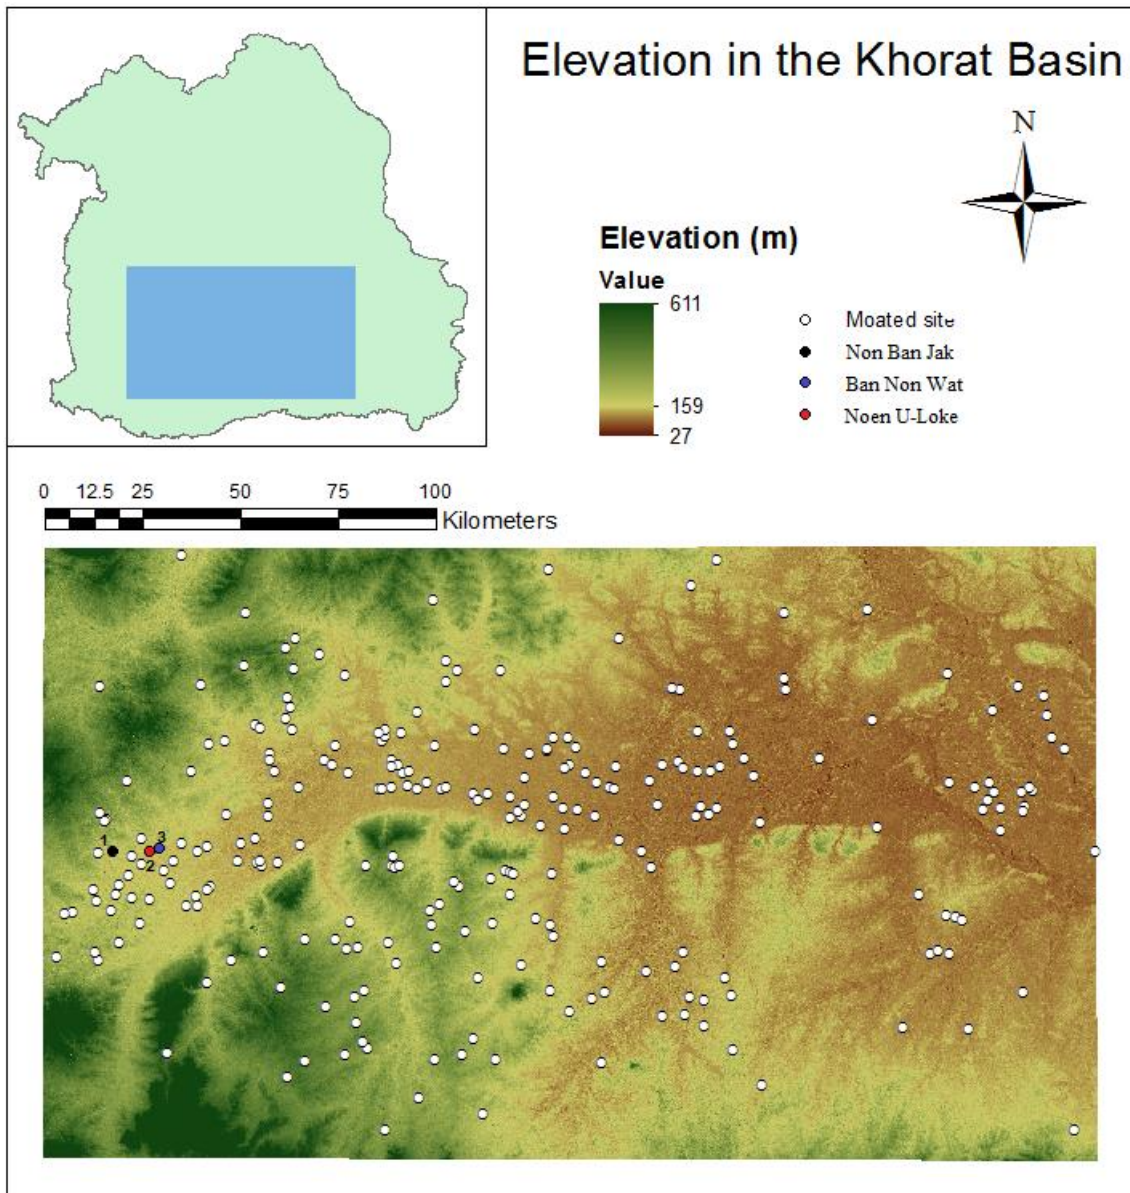 Elevation in the Khorat Basin
N
Elevation (m)
Value
611
159
27
Moated site
Non Ban Jak
Ban Non Wat
Noen U-Loke
0 12.5 25 50 75 100
Kilometers
1
2
3